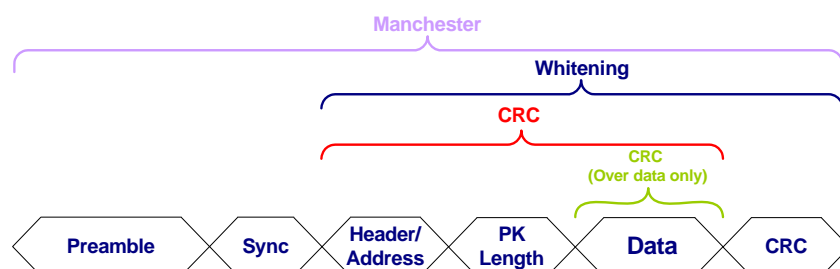 Manchester
Whitening
CRC
CRC
(Over data only)
Preamble
Sync
Header/
Address
PK
Length
Data
CRC